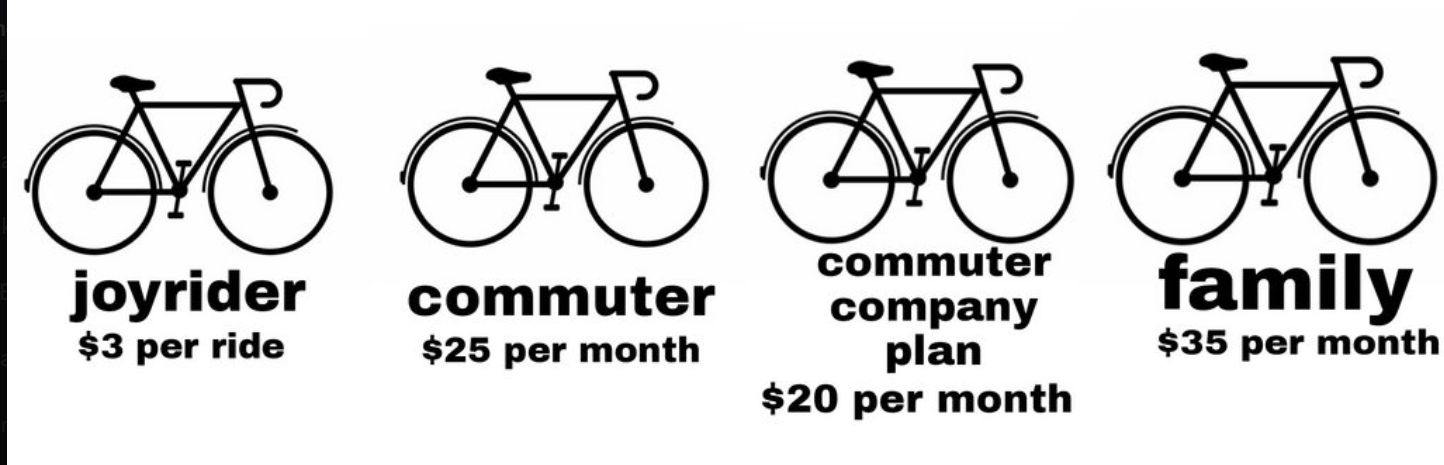 joyrider
$3 per ride
commuter
$25 per month
commuter
company
plan
$20 per month
family
$35 per month